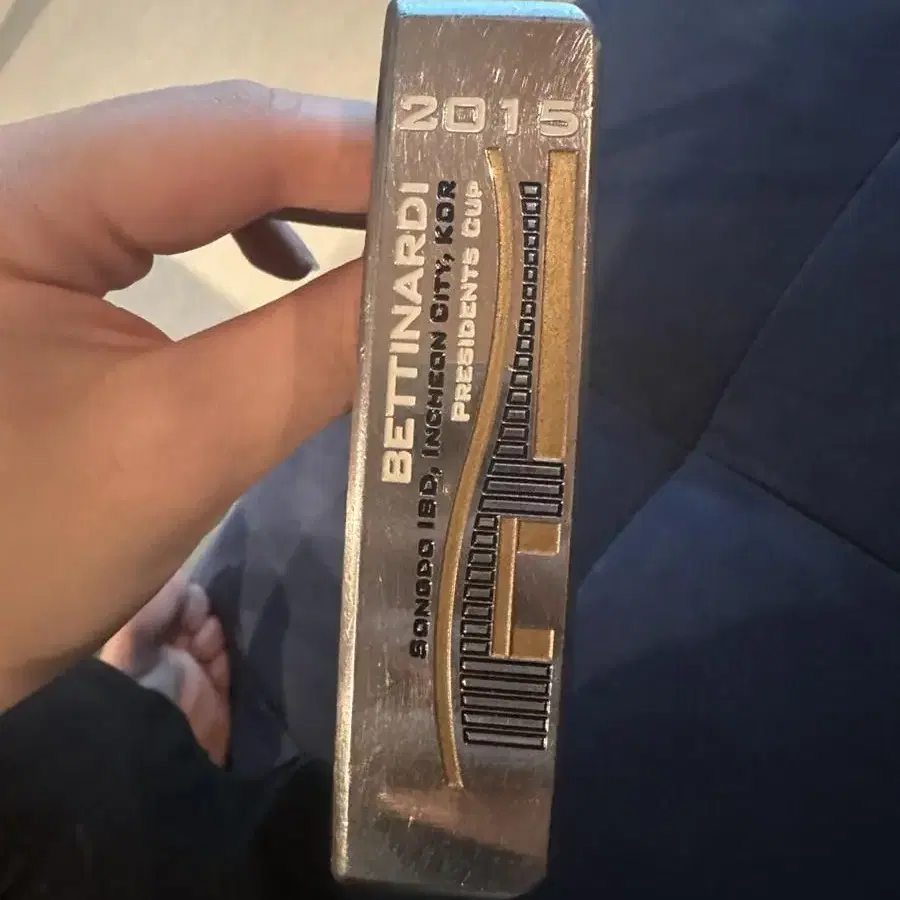 2015
BETTINARDI
SONGDO IBD, INCHEON CITY, KOR
PRESIDENTS CUP